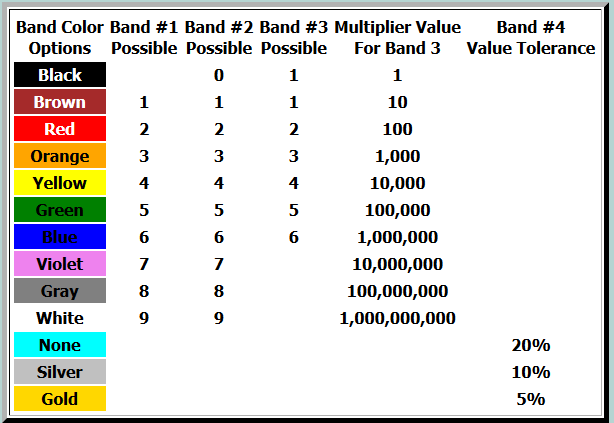 Band Color Band #1 Band #2 Band #3 Multiplier Value Band #4
Options Possible Possible Possible For Band 3 Value Tolerance
Black 0 1 1
Brown 1 1 1 10
Red 2 2 2 100
Orange 3 3 3 1,000
Yellow 4 4 4 10,000
Green 5 5 5 100,000
Blue 6 6 6 1,000,000
Violet 7 7 10,000,000
Gray 8 8 100,000,000
White 9 9 1,000,000,000
None 20%
Silver 10%
Gold 5%